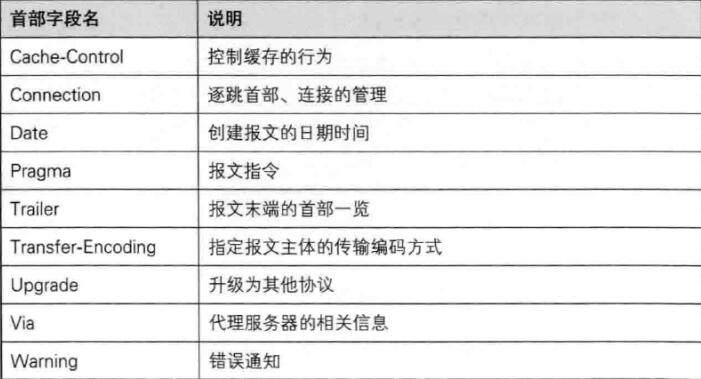 首部字段名 说明
Cache-Control 控制缓存的行为
Connection 逐跳首部、连接的管理
Date 创建报文的日期时间
Pragma 报文指令
Trailer 报文末端的首部一览
Transfer-Encoding 指定报文主体的传输编码方式
Upgrade 升级为其他协议
Via 代理服务器的相关信息
Warning 错误通知